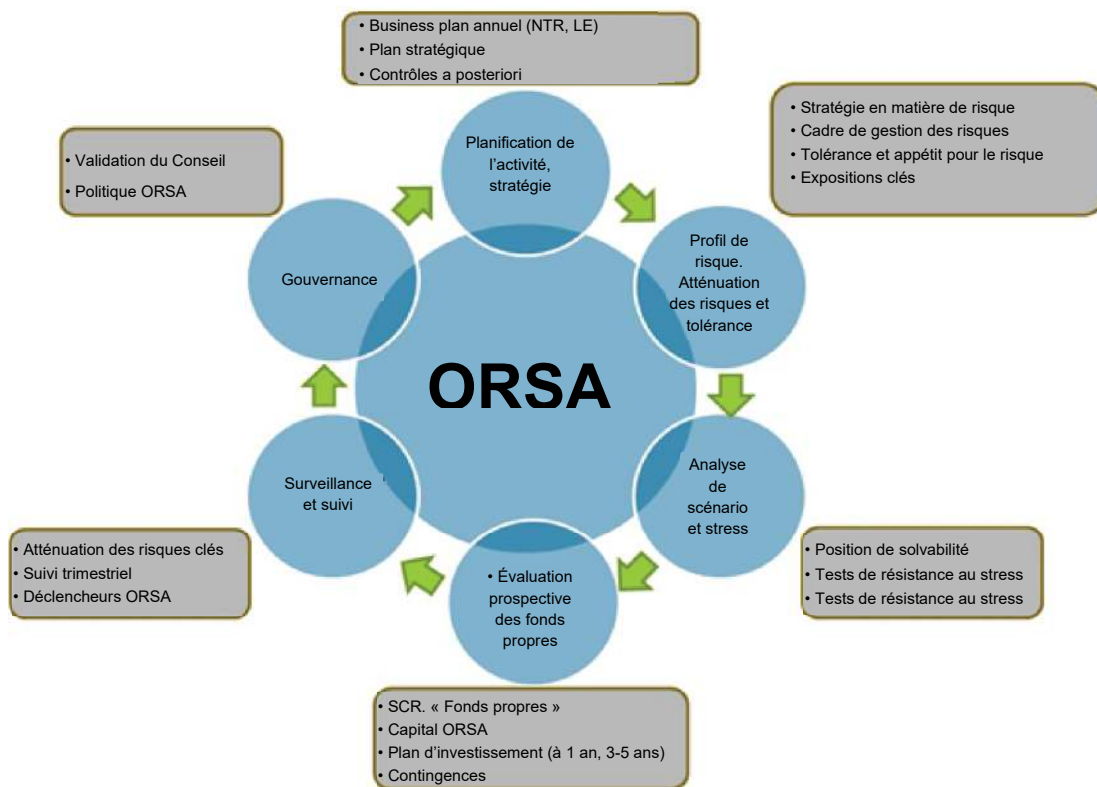 • Business plan annuel (NTR, LE)
• Plan stratégique
• Contrôles a posteriori
Planification de
l’activité,
stratégie
• Stratégie en matière de risque
• Cadre de gestion des risques
• Tolérance et appétit pour le risque
• Expositions clés
Profil de
risque.
Atténuation
des risques et
tolérance
• Validation du Conseil
• Politique ORSA
Gouvernance
ORSA
Analyse
de
scénario
et stress
• Position de solvabilité
• Tests de résistance au stress
• Tests de résistance au stress
• Évaluation
prospective
des fonds
propres
• SCR. « Fonds propres »
• Capital ORSA
• Plan d’investissement (à 1 an, 3-5 ans)
• Contingences
Surveillance
et suivi
• Atténuation des risques clés
• Suivi trimestriel
• Déclencheurs ORSA